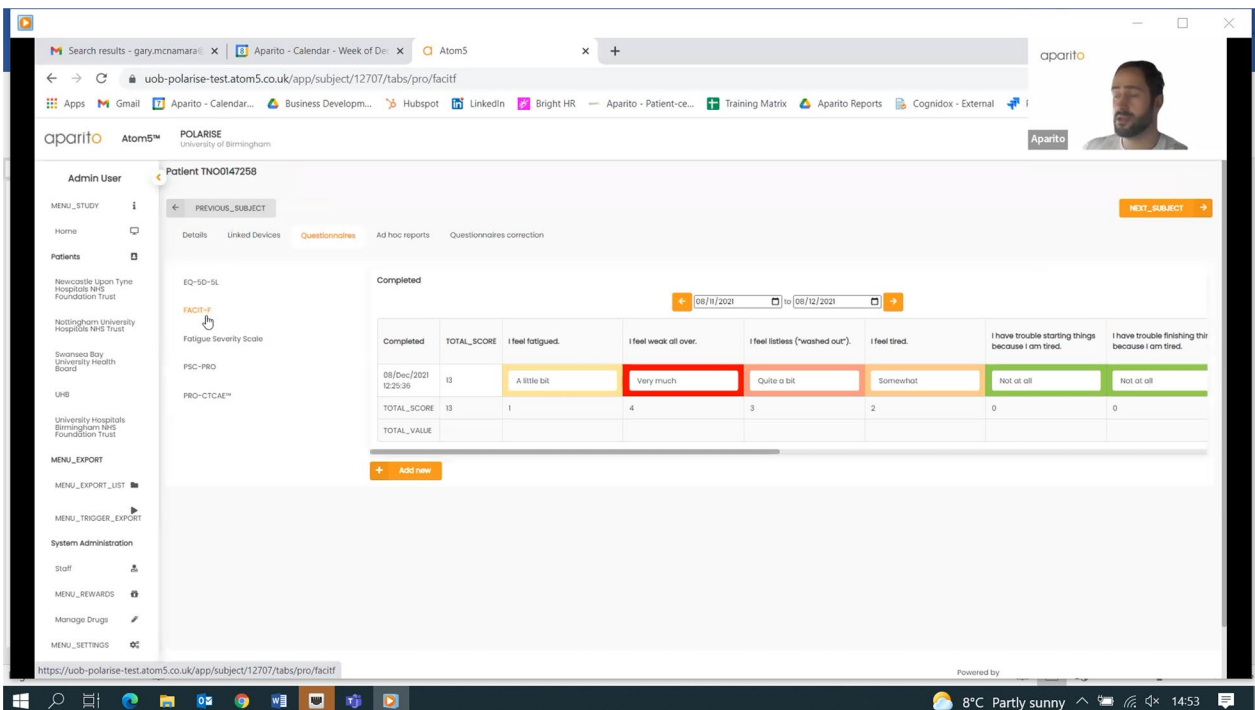 Search results - gary.mcnamara@
Aparito - Calendar - Week of Dec
Atom5
aparito
uob-polarise-test.atom5.co.uk/app/subject/12707/tabs/pro/facitf
Apps
Gmail
Aparito - Calendar...
Business Developm...
Hubspot
LinkedIn
Bright HR
Aparito - Patient-ce...
Training Matrix
Aparito Reports
Cognidox - External
aparito
Atom5™
POLARISE
University of Birmingham
Aparito
Admin User
Patient TNO0147258
MENU_STUDY
PREVIOUS_SUBJECT
NEXT_SUBJECT
Home
Details
Linked Devices
Questionnaires
Ad hoc reports
Questionnaires correction
Patients
Newcastle Upon Tyne
Hospitals NHS
Foundation Trust
Nottingham University
Hospitals NHS Trust
Swansea Bay
University Health
Board
UHB
University Hospitals
Birmingham NHS
Foundation Trust
MENU_EXPORT
MENU_EXPORT_LIST
MENU_TRIGGER_EXPORT
System Administration
Staff
MENU_REWARDS
Manage Drugs
MENU_SETTINGS
EQ-5D-5L
FACIT-F
Fatigue Severity Scale
PSC-PRO
PRO-CTCAE™
Completed
08/11/2021 to 08/12/2021
Completed
TOTAL_SCORE
I feel fatigued.
I feel weak all over.
I feel listless ("washed out").
I feel tired.
I have trouble starting things
because I am tired.
I have trouble finishing thin
because I am tired.
08/Dec/2021
12:25:36
13
A little bit
Very much
Quite a bit
Somewhat
Not at all
Not at all
TOTAL_SCORE 13 1 4 3 2 0 0
TOTAL_VALUE
+ Add new
https://uob-polarise-test.atom5.co.uk/app/subject/12707/tabs/pro/facitf
Powered by
8°C Partly sunny
14:53